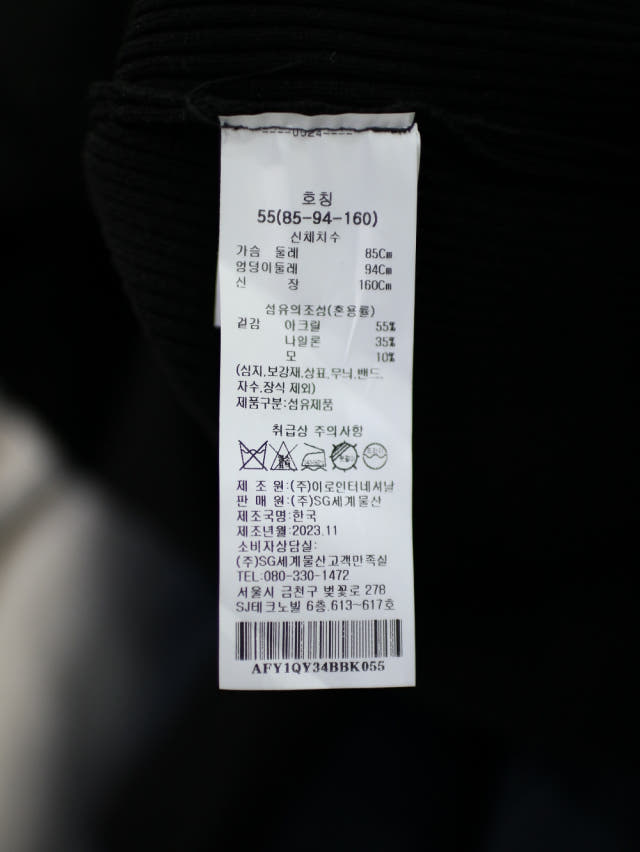 ----0924----
호칭
55(85-94-160)
신체치수
가슴 둘레 85Cm
엉덩이둘레 94Cm
신 장 160Cm
섬유의조성(혼용률)
겉감 아크릴 55%
나일론 35%
모 10%
(심지,보강재,상표,무늬,밴드,
자수,장식 제외)
제품구분:섬유제품
취급상 주의사항
제 조 원:(주)이로인터내셔날
판 매 원:(주)SG세계물산
제조국명:한국
제조년월:2023.11
소비자상담실:
(주)SG세계물산고객만족실
TEL:080-330-1472
서울시 금천구 벚꽃로 278
SJ테크노빌 6층.613~617호
AFY1QY34BBK055